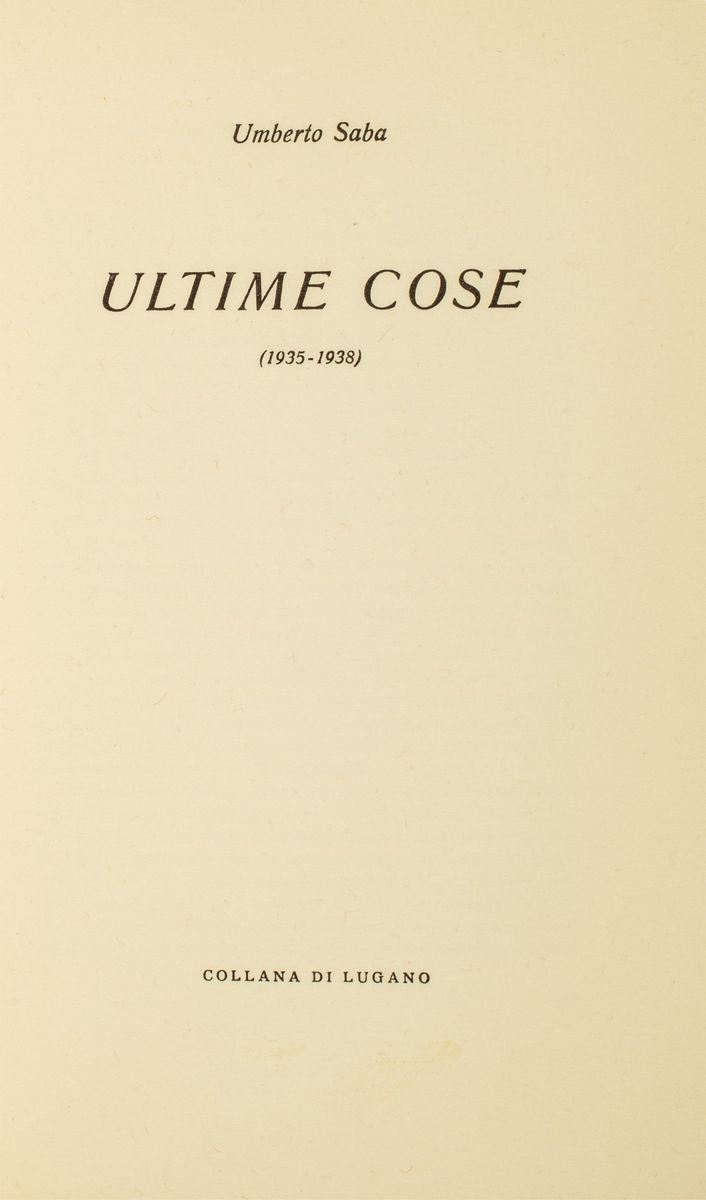 Umberto Saba
ULTIME COSE
(1935-1938)
COLLANA DI LUGANO